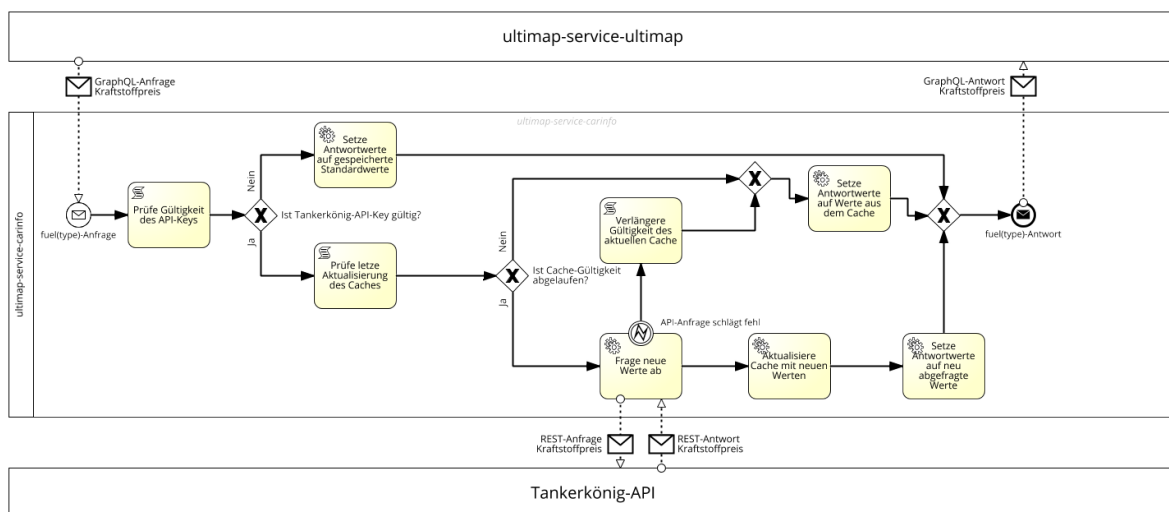 ultimap-service-ultimap
GraphQL-Anfrage
Kraftstoffpreis
GraphQL-Antwort
Kraftstoffpreis
ultimap-service-carinfo
ultimap-service-carinfo
fuel(type)-Anfrage
Prüfe Gültigkeit
des API-Keys
Nein
Ist Tankerkönig-API-Key gültig?
Ja
Setze
Antwortwerte
auf gespeicherte
Standardwerte
Prüfe letze
Aktualisierung
des Caches
Nein
Ist Cache-Gültigkeit
abgelaufen?
Ja
Verlängere
Gültigkeit des
aktuellen Cache
API-Anfrage schlägt fehl
Frage neue
Werte ab
Setze
Antwortwerte
auf Werte aus
dem Cache
Aktualisiere
Cache mit neuen
Werten
Setze
Antwortwerte
auf neu
abgefragte
Werte
fuel(type)-Antwort
REST-Anfrage
Kraftstoffpreis
REST-Antwort
Kraftstoffpreis
Tankerkönig-API